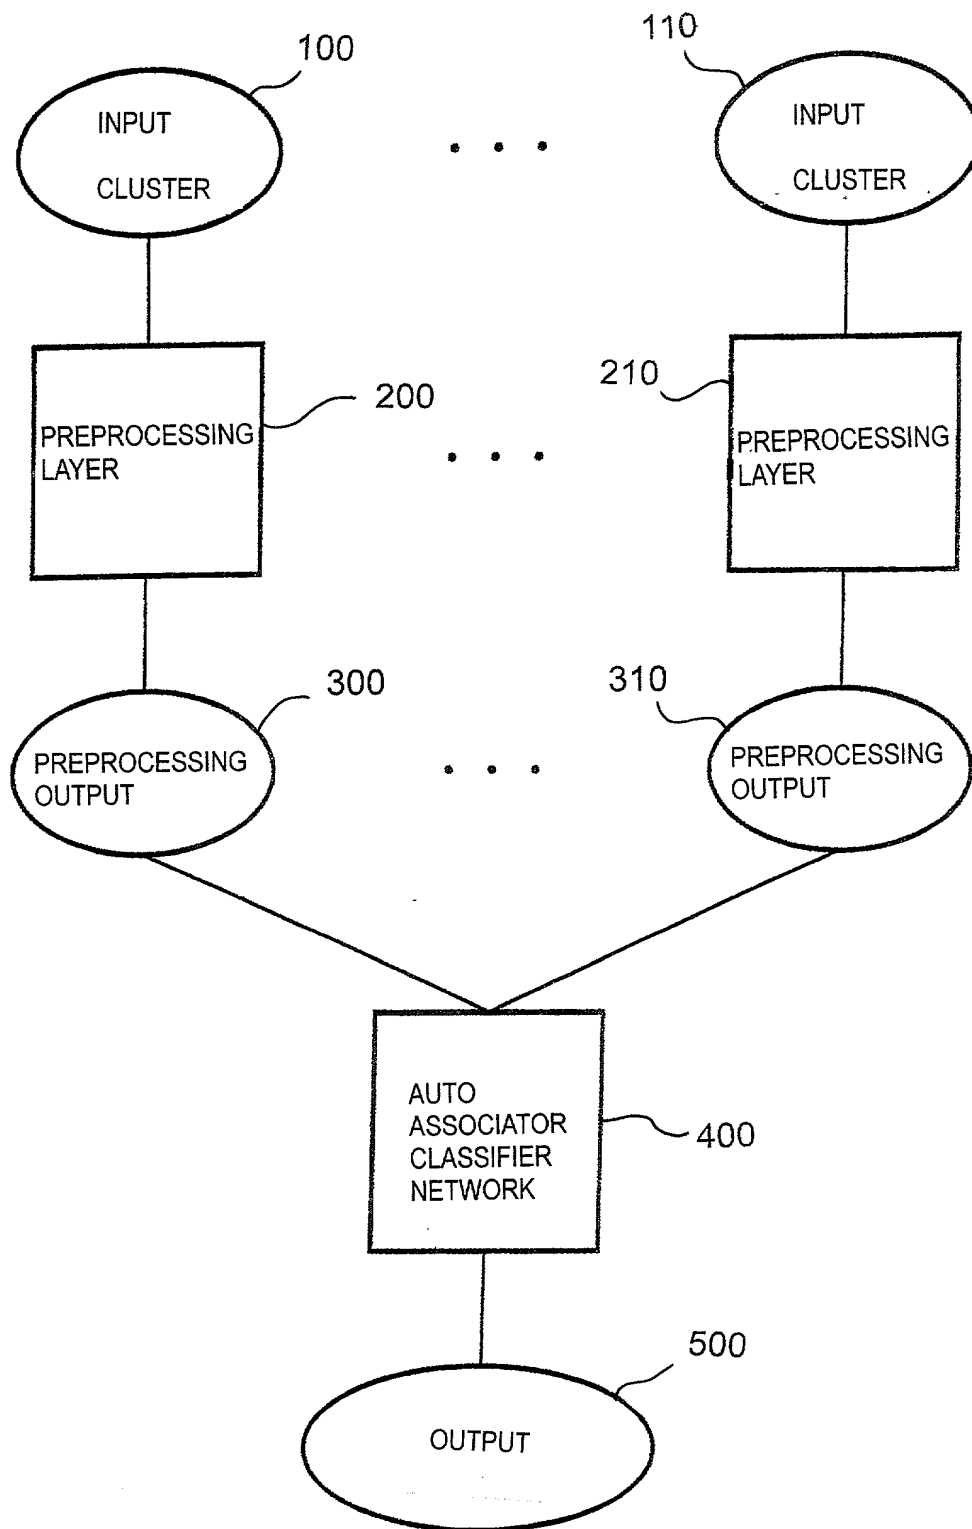 100
110
INPUT
CLUSTER
INPUT
CLUSTER
200
210
PREPROCESSING
LAYER
PREPROCESSING
LAYER
300
310
PREPROCESSING
OUTPUT
PREPROCESSING
OUTPUT
AUTO
ASSOCIATOR
CLASSIFIER
NETWORK
400
500
OUTPUT